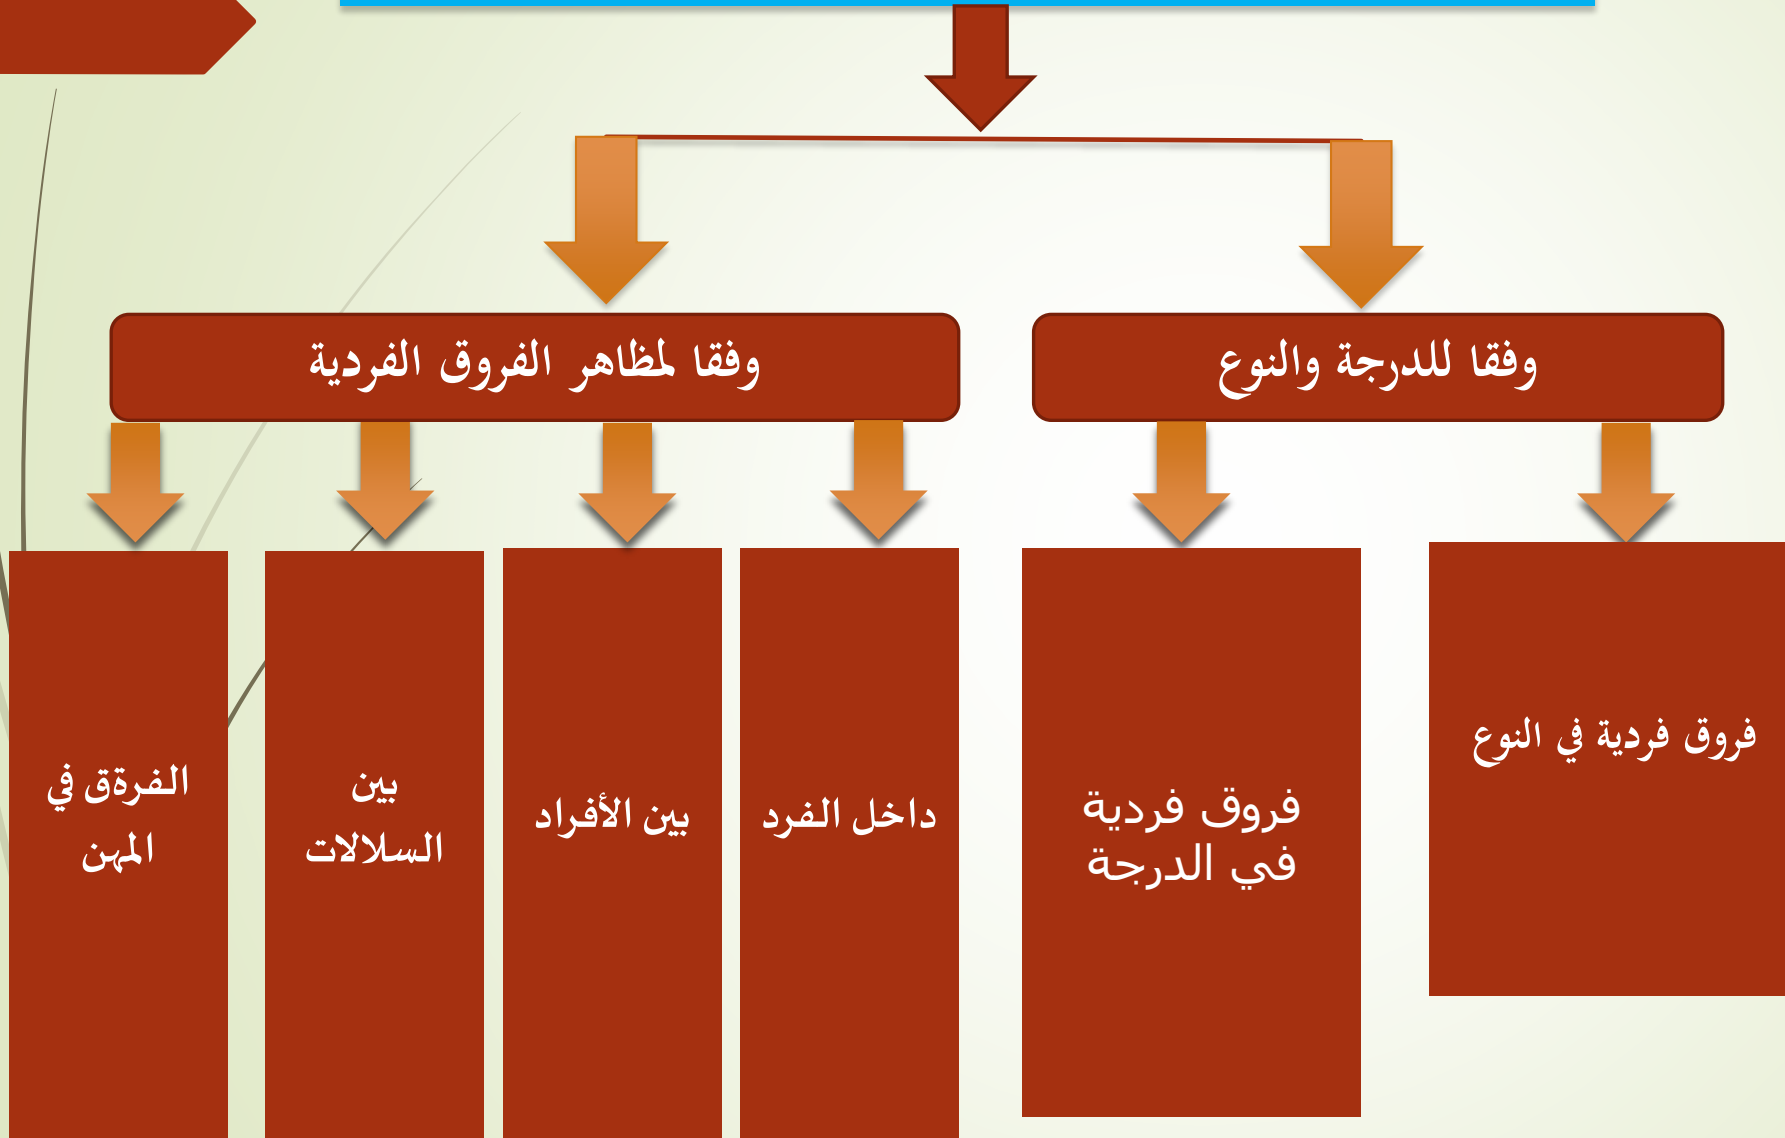 وفقا للدرجة والنوع
وفقا لمظاهر الفروق الفردية
فروق فردية في النوع
فروق فردية
في الدرجة
داخل الفرد
بين الأفراد
بين
السلالات
الفرةق في
المهن